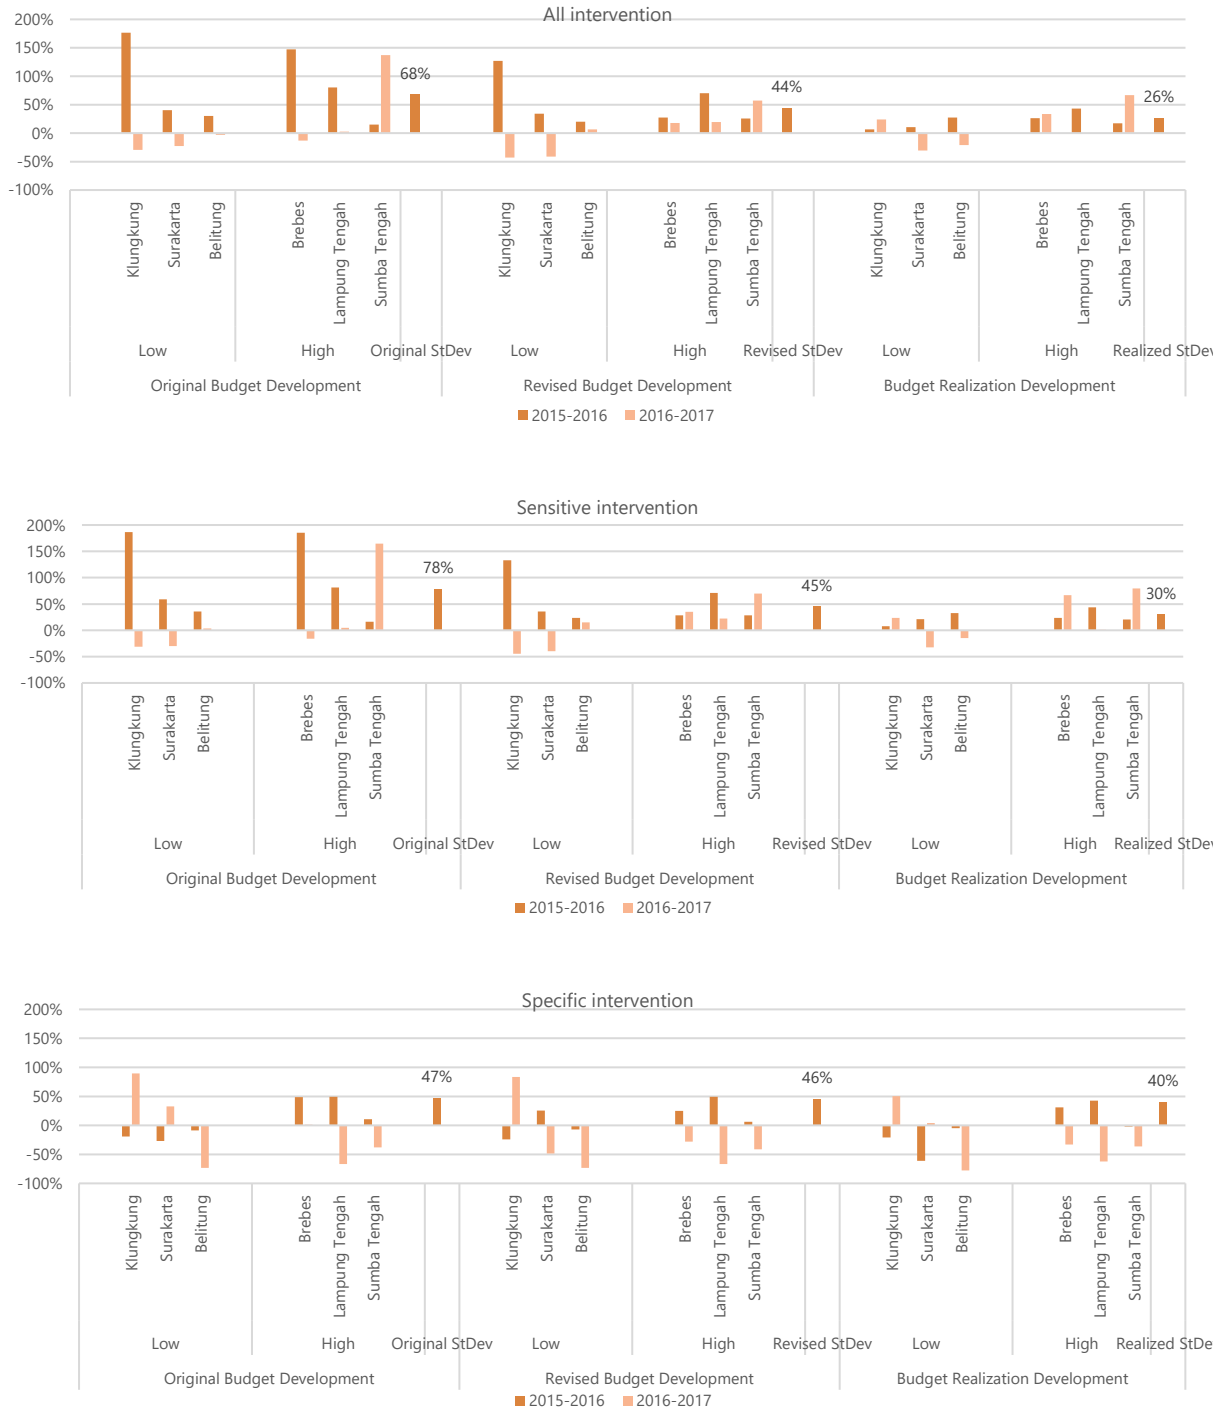 All intervention
200%
150%
100%
50%
0%
-50%
-100%
68%
44%
26%
Klungkung
Surakarta
Belitung
Brebes
Lampung Tengah
Sumba Tengah
Klungkung
Surakarta
Belitung
Brebes
Lampung Tengah
Sumba Tengah
Klungkung
Surakarta
Belitung
Brebes
Lampung Tengah
Sumba Tengah
Low High Original StDev Low High Revised StDev Low High Realized StDev
Original Budget Development Revised Budget Development Budget Realization Development
2015-2016 2016-2017
Sensitive intervention
200%
150%
100%
50%
0%
-50%
-100%
78%
45%
30%
Klungkung
Surakarta
Belitung
Brebes
Lampung Tengah
Sumba Tengah
Klungkung
Surakarta
Belitung
Brebes
Lampung Tengah
Sumba Tengah
Klungkung
Surakarta
Belitung
Brebes
Lampung Tengah
Sumba Tengah
Low High Original StDev Low High Revised StDev Low High Realized StDev
Original Budget Development Revised Budget Development Budget Realization Development
2015-2016 2016-2017
Specific intervention
200%
150%
100%
50%
0%
-50%
-100%
47%
46%
40%
Klungkung
Surakarta
Belitung
Brebes
Lampung Tengah
Sumba Tengah
Klungkung
Surakarta
Belitung
Brebes
Lampung Tengah
Sumba Tengah
Klungkung
Surakarta
Belitung
Brebes
Lampung Tengah
Sumba Tengah
Low High Original StDev Low High Revised StDev Low High Realized StDe
Original Budget Development Revised Budget Development Budget Realization Development
2015-2016 2016-2017